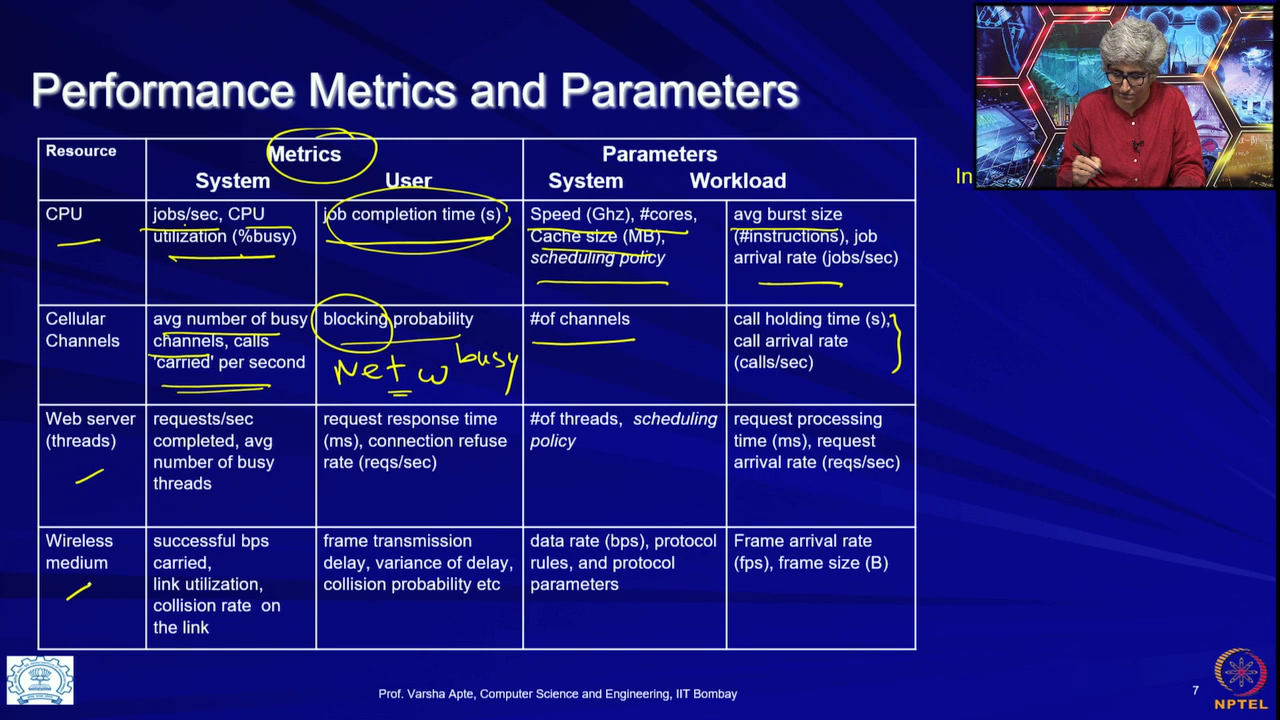 Performance Metrics and Parameters
In
Resource
Metrics
Parameters
System
User
System
Workload
CPU
jobs/sec, CPU
utilization (%busy)
job completion time (s)
Speed (Ghz), #cores,
Cache size (MB),
scheduling policy
avg burst size
(#instructions), job
arrival rate (jobs/sec)
Cellular
Channels
avg number of busy
channels, calls
'carried' per second
blocking probability
Net w busy
#of channels
call holding time (s),
call arrival rate
(calls/sec)
Web server
(threads)
requests/sec
completed, avg
number of busy
threads
request response time
(ms), connection refuse
rate (reqs/sec)
#of threads, scheduling
policy
request processing
time (ms), request
arrival rate (reqs/sec)
Wireless
medium
successful bps
carried,
link utilization,
collision rate on
the link
frame transmission
delay, variance of delay,
collision probability etc
data rate (bps), protocol
rules, and protocol
parameters
Frame arrival rate
(fps), frame size (B)
Prof. Varsha Apte, Computer Science and Engineering, IIT Bombay
7
NPTEL